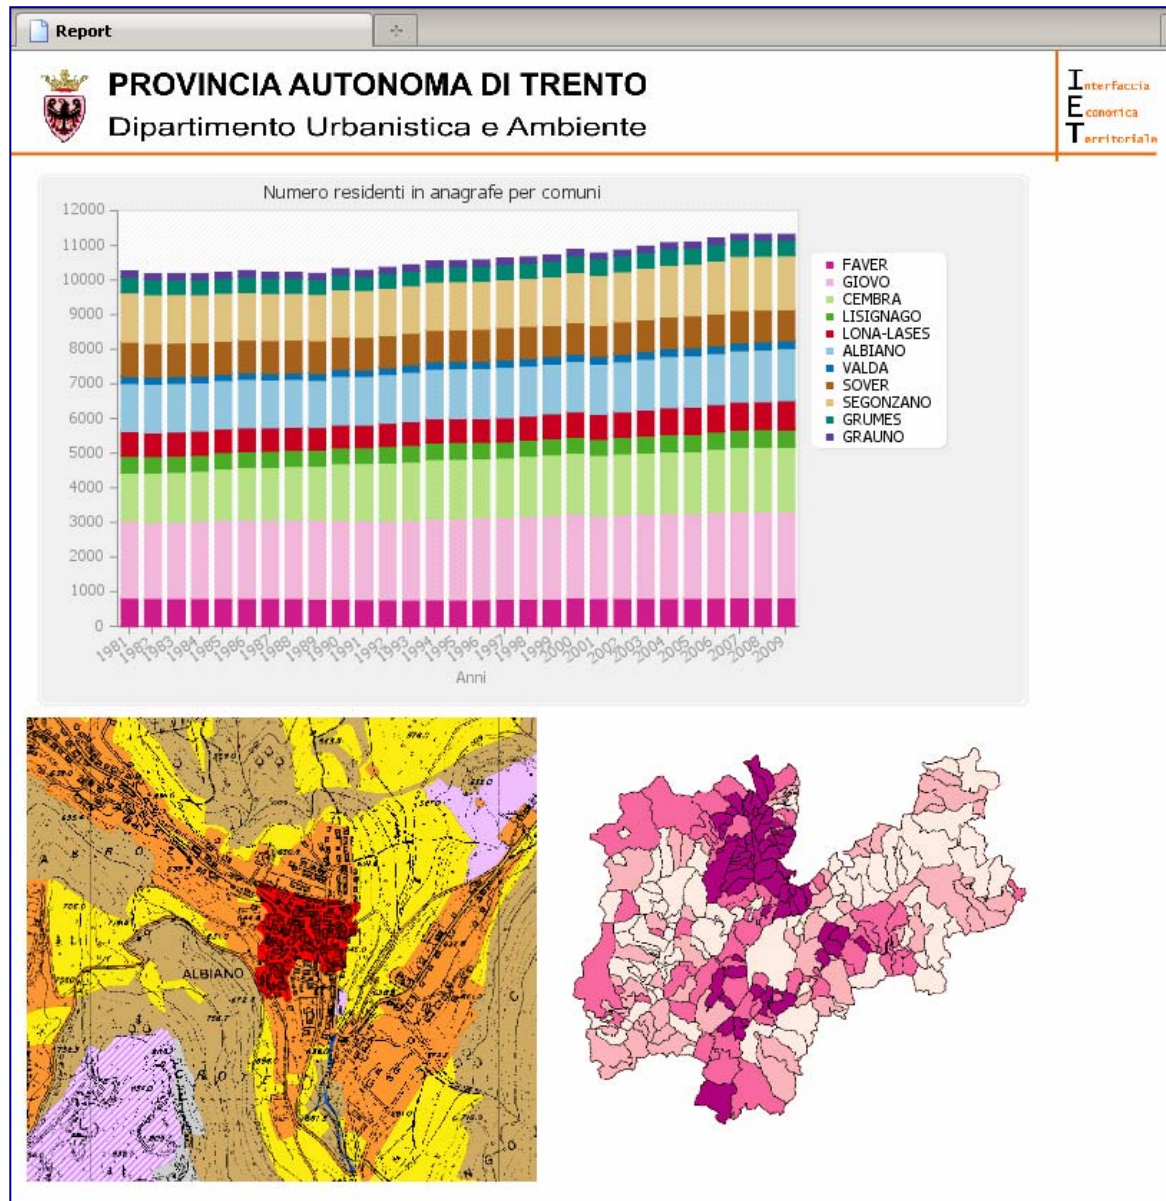 Report
PROVINCIA AUTONOMA DI TRENTO
Dipartimento Urbanistica e Ambiente
Interfaccia
Economica
Territoriale
Numero residenti in anagrafe per comuni
12000
11000
10000
9000
8000
7000
6000
5000
4000
3000
2000
1000
0
1981 1982 1983 1984 1985 1986 1987 1988 1989 1990 1991 1992 1993 1994 1995 1996 1997 1998 1999 2000 2001 2002 2003 2004 2005 2006 2007 2008 2009
Anni
FAVER
GIOVO
CEMBRA
LISIGNAGO
LONA-LASES
ALBIANO
VALDA
SOVER
SEGONZANO
GRUMES
GRAUNO
ALBIANO